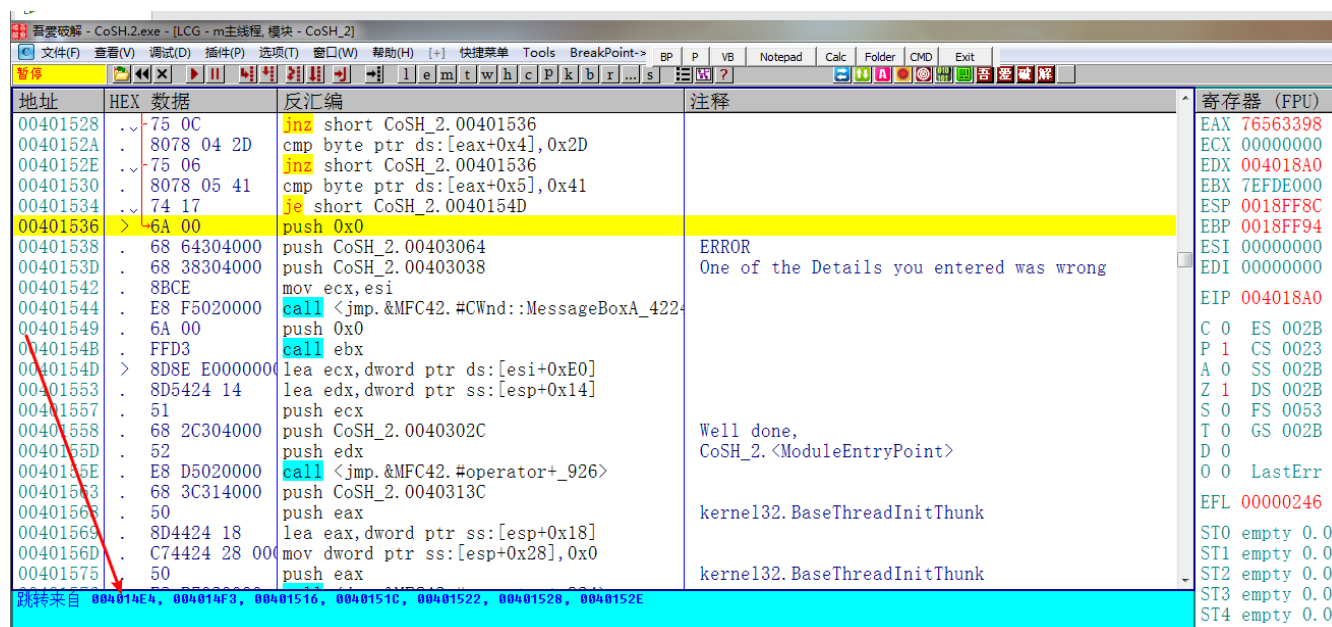 吾愛破解 - CoSH.2.exe - [LCG - m主线程, 模块 - CoSH_2]
C 文件(F) 查看(V) 调试(D) 插件(P) 选项(T) 窗口(W) 帮助(H) [+] 快捷菜单 Tools BreakPoint-> BP P VB Notepad Calc Folder CMD Exit
暂停 l e m t w h c P k b r ... s ? 吾 爱 破 解
地址 HEX 数据 反汇编 注释 寄存器 (FPU)
00401528 . 75 0C jnz short CoSH_2.00401536 EAX 76563398
0040152A . 8078 04 2D cmp byte ptr ds:[eax+0x4],0x2D ECX 00000000
0040152E . 75 06 jnz short CoSH_2.00401536 EDX 004018A0
00401530 . 8078 05 41 cmp byte ptr ds:[eax+0x5],0x41 EBX 7EFDE000
00401534 . 74 17 je short CoSH_2.0040154D ESP 0018FF8C
00401536 > 6A 00 push 0x0 EBP 0018FF94
00401538 . 68 64304000 push CoSH_2.00403064 ERROR ESI 00000000
0040153D . 68 38304000 push CoSH_2.00403038 One of the Details you entered was wrong EDI 00000000
00401542 . 8BCE mov ecx,esi
00401544 . E8 F5020000 call <jmp.&MFC42.#CWnd::MessageBoxA_4224 EIP 004018A0
00401549 . 6A 00 push 0x0
0040154B . FFD3 call ebx C 0 ES 002B
0040154D > 8D8E E0000000 lea ecx,dword ptr ds:[esi+0xE0] P 1 CS 0023
00401553 . 8D5424 14 lea edx,dword ptr ss:[esp+0x14] A 0 SS 002B
00401557 . 51 push ecx Z 1 DS 002B
00401558 . 68 2C304000 push CoSH_2.0040302C Well done, S 0 FS 0053
0040155D . 52 push edx CoSH_2.<ModuleEntryPoint> T 0 GS 002B
0040155E . E8 D5020000 call <jmp.&MFC42.#operator+_926> D 0
00401563 . 68 3C314000 push CoSH_2.0040313C O 0 LastErr
00401568 . 50 push eax kernel32.BaseThreadInitThunk
00401569 . 8D4424 18 lea eax,dword ptr ss:[esp+0x18] EFL 00000246
0040156D . C74424 28 000 mov dword ptr ss:[esp+0x28],0x0 ST0 empty 0.0
00401575 . 50 push eax kernel32.BaseThreadInitThunk ST1 empty 0.0
ST2 empty 0.0
跳转来自 004014E4, 004014F3, 00401516, 0040151C, 00401522, 00401528, 0040152E ST3 empty 0.0
ST4 empty 0.0